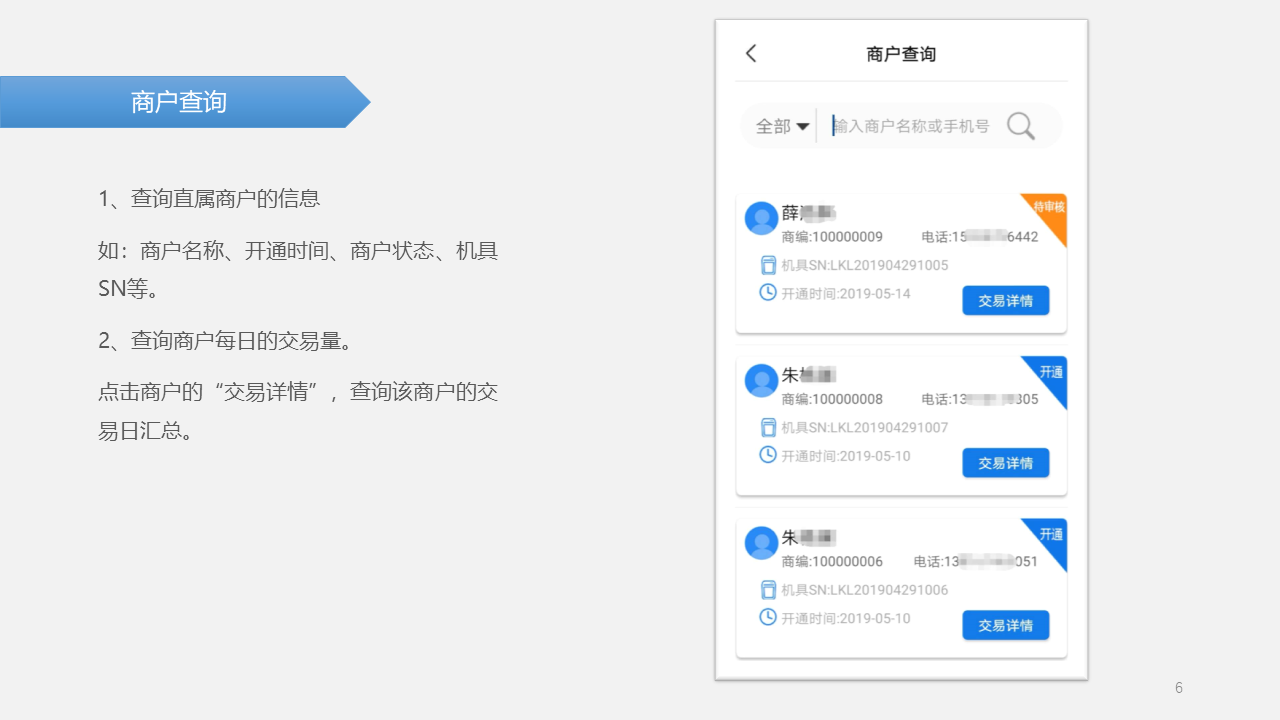 商户查询
1、查询直属商户的信息
如：商户名称、开通时间、商户状态、机具
SN等。
2、查询商户每日的交易量。
点击商户的“交易详情”，查询该商户的交
易日汇总。
商户查询
全部 输入商户名称或手机号
薛
待审核
商编:100000009 电话:15 6442
机具SN:LKL201904291005
开通时间:2019-05-14
交易详情
朱
开通
商编:100000008 电话:13 305
机具SN:LKL201904291007
开通时间:2019-05-10
交易详情
朱
开通
商编:100000006 电话:13 051
机具SN:LKL201904291006
开通时间:2019-05-10
交易详情
6